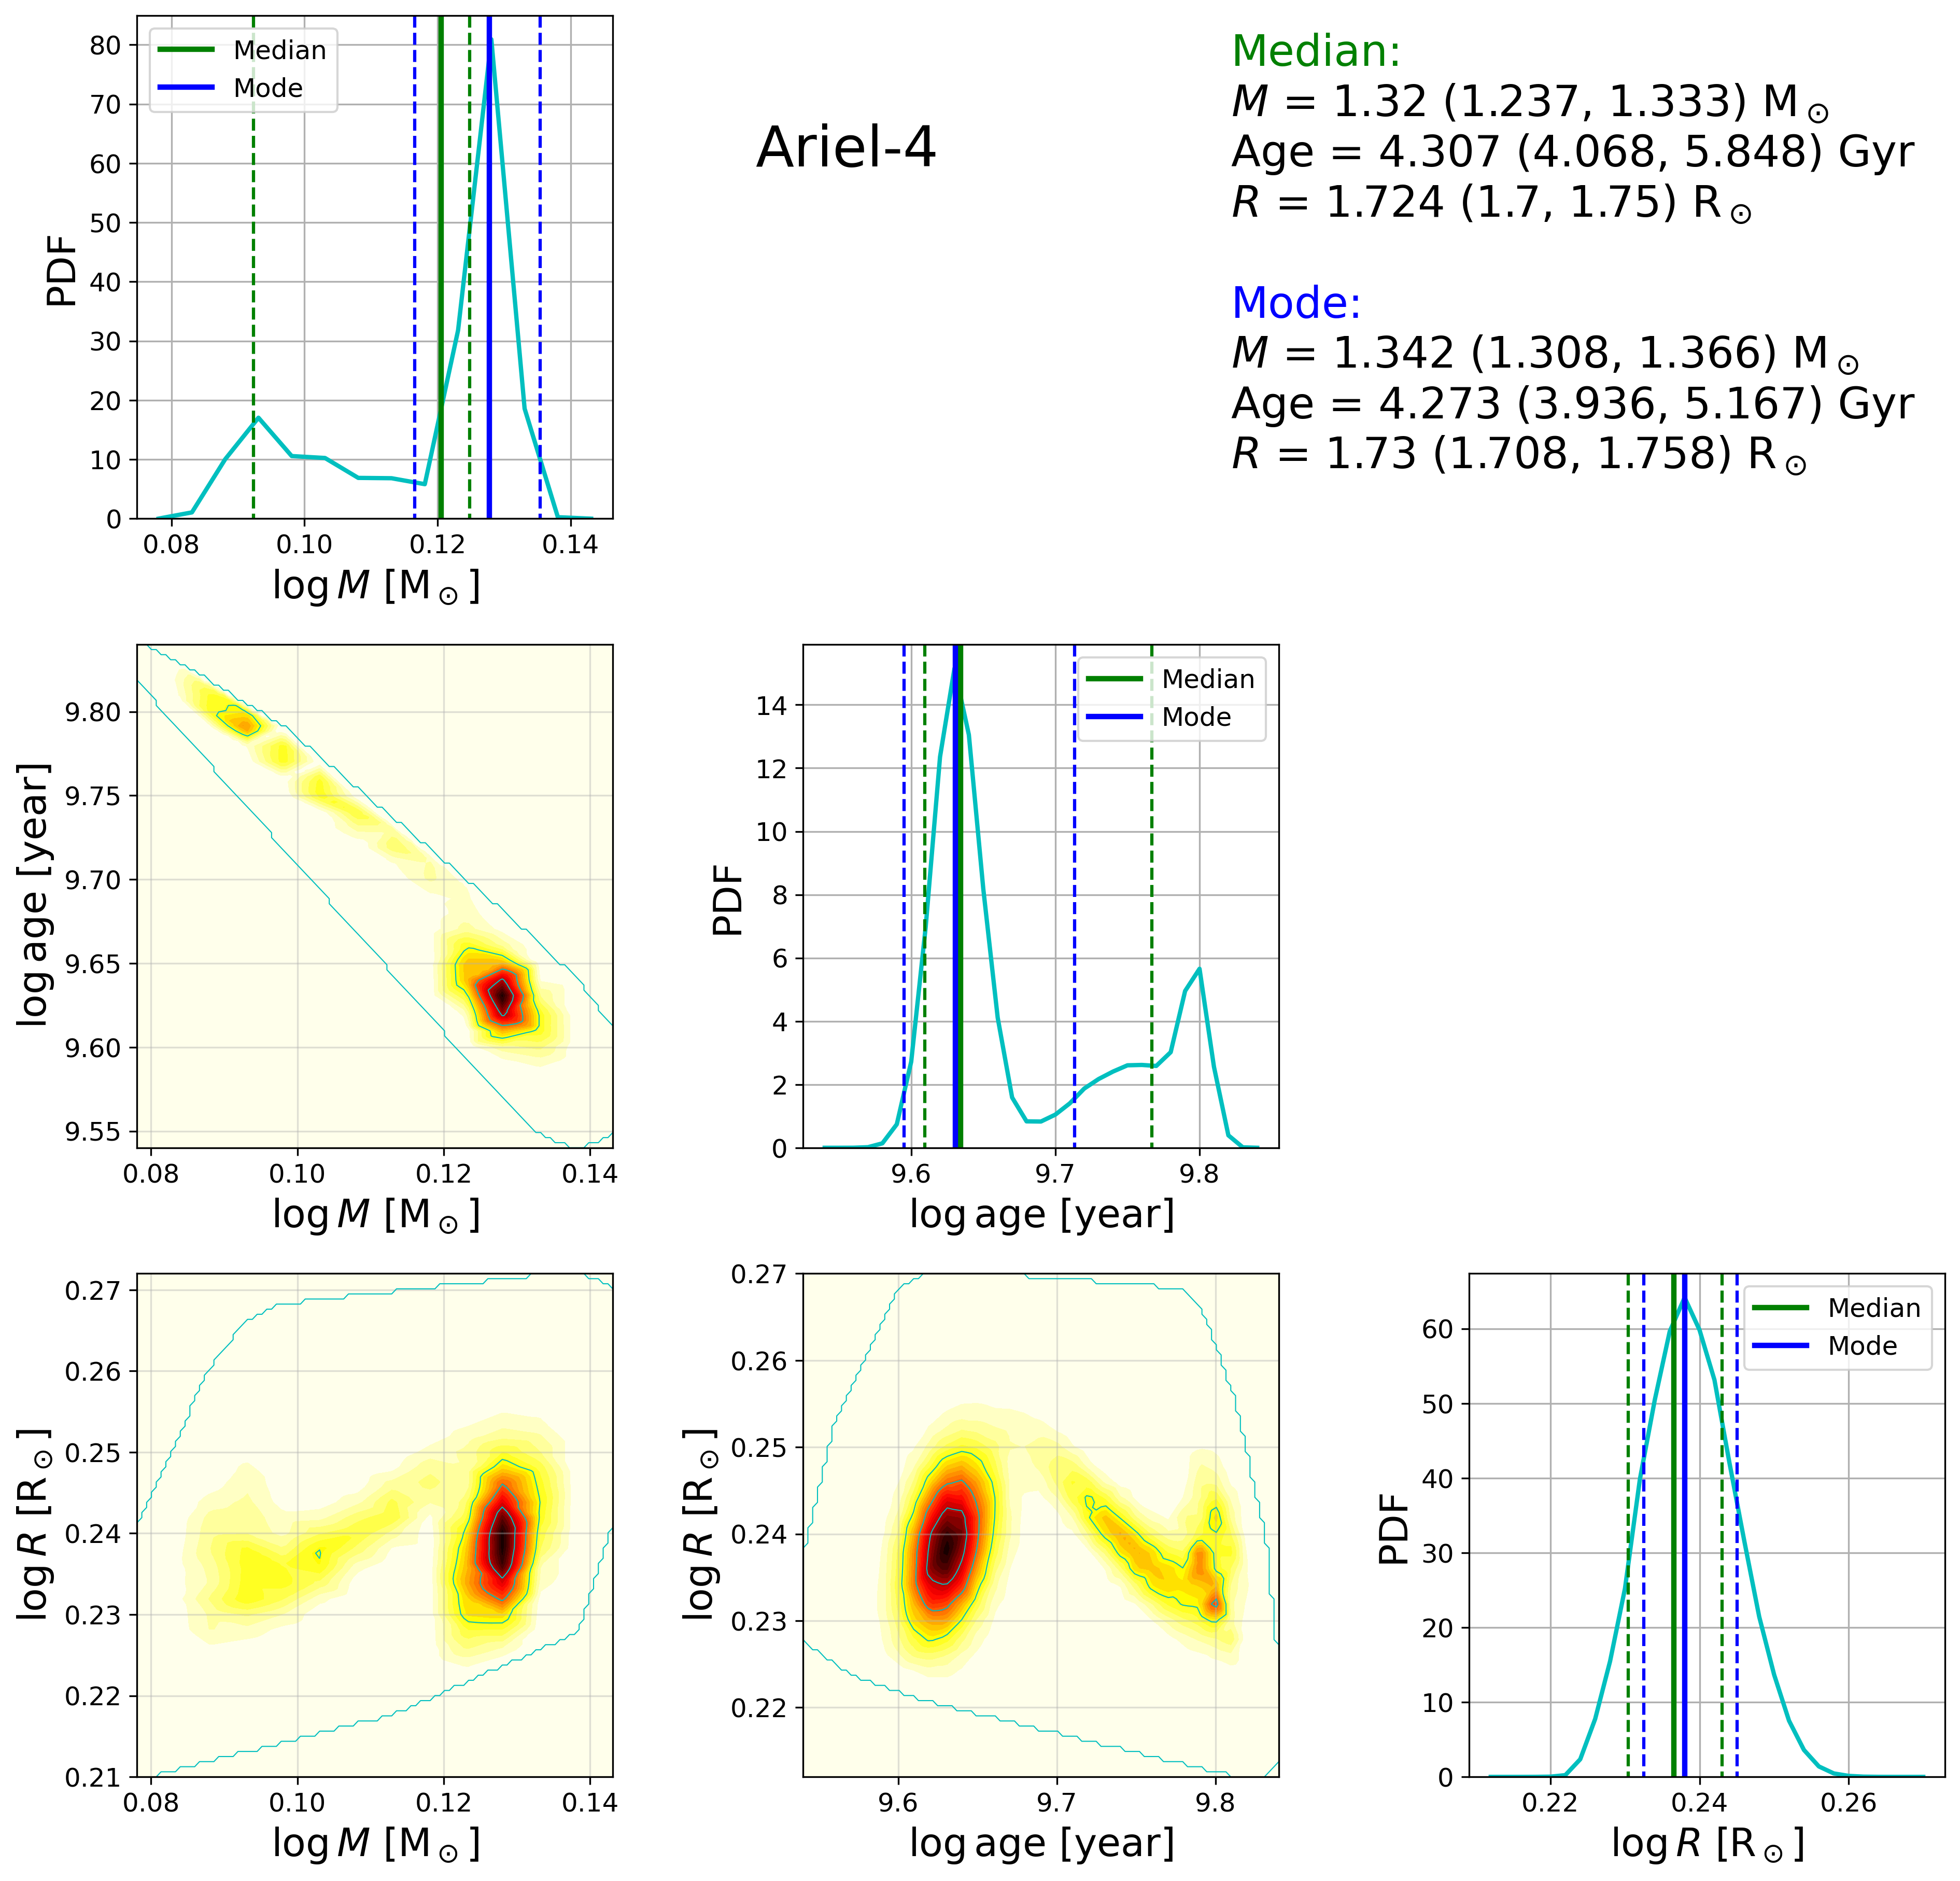 Median
Mode
80
70
60
50
40
30
20
10
0
PDF
0.08 0.10 0.12 0.14
log M [M⊙]
Ariel-4
Median:
M = 1.32 (1.237, 1.333) M⊙
Age = 4.307 (4.068, 5.848) Gyr
R = 1.724 (1.7, 1.75) R⊙
Mode:
M = 1.342 (1.308, 1.366) M⊙
Age = 4.273 (3.936, 5.167) Gyr
R = 1.73 (1.708, 1.758) R⊙
9.80
9.75
9.70
9.65
9.60
9.55
log age [year]
0.08 0.10 0.12 0.14
log M [M⊙]
Median
Mode
14
12
10
8
6
4
2
0
PDF
9.6 9.7 9.8
log age [year]
0.27
0.26
0.25
0.24
0.23
0.22
0.21
log R [R⊙]
0.08 0.10 0.12 0.14
log M [M⊙]
0.27
0.26
0.25
0.24
0.23
0.22
log R [R⊙]
9.6 9.7 9.8
log age [year]
Median
Mode
60
50
40
30
20
10
0
PDF
0.22 0.24 0.26
log R [R⊙]